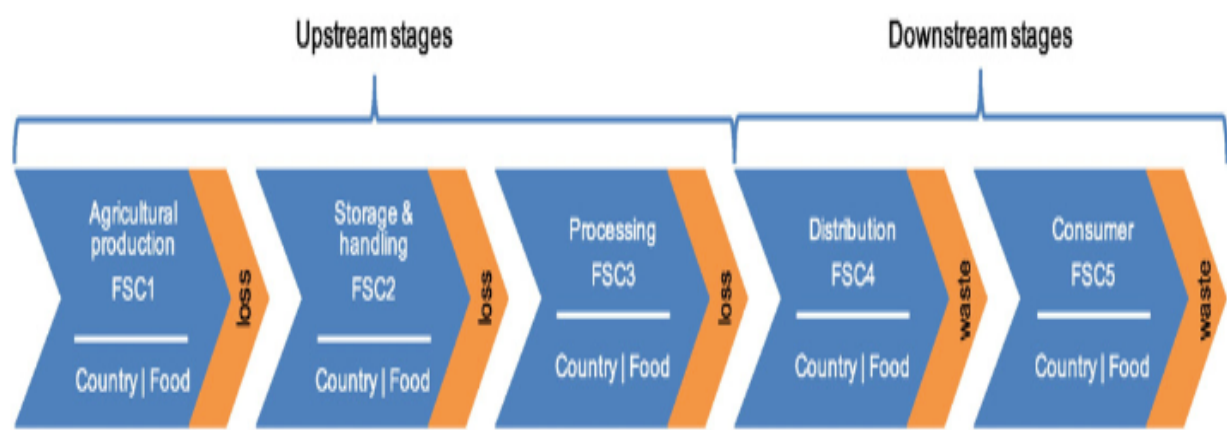 Upstream stages
Downstream stages
Agricultural
production
FSC1
Country | Food
loss
Storage &
handling
FSC2
Country | Food
loss
Processing
FSC3
Country | Food
loss
Distribution
FSC4
Country | Food
waste
Consumer
FSC5
Country | Food
waste